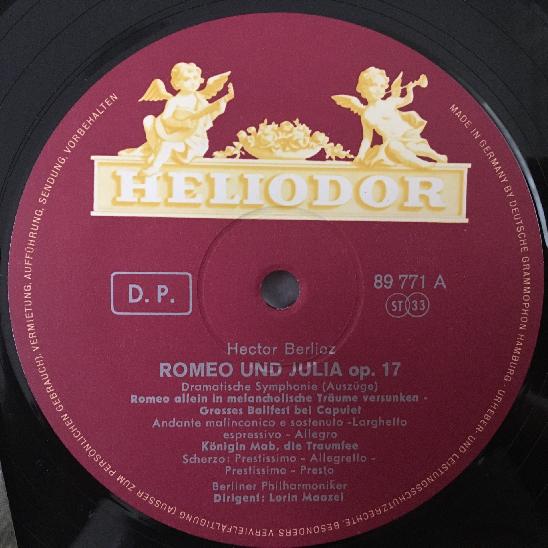 HELIODOR
D. P.
89 771 A
ST 33
Hector Berlioz
ROMEO UND JULIA op. 17
Dramatische Symphonie (Auszüge)
Romeo allein in melancholische Träume versunken -
Grosses Ballfest bei Capulet
Andante malinconico e sostenuto -Larghetto
espressivo - Allegro
Königin Mab, die Traumfee
Scherzo: Prestissimo - Allegretto -
Prestissimo - Presto
Berliner Philharmoniker
Dirigent: Lorin Maazel
MADE IN GERMANY BY DEUTSCHE GRAMMOPHON HAMBURG · URHEBER- UND LEISTUNGSSCHUTZRECHTE BESONDERS VERVIELFÄLTIGUNG (AUSSER ZUM PERSÖNLICHEN GEBRAUCH), VERMIETUNG, AUFFÜHRUNG, SENDUNG, VORBEHALTEN